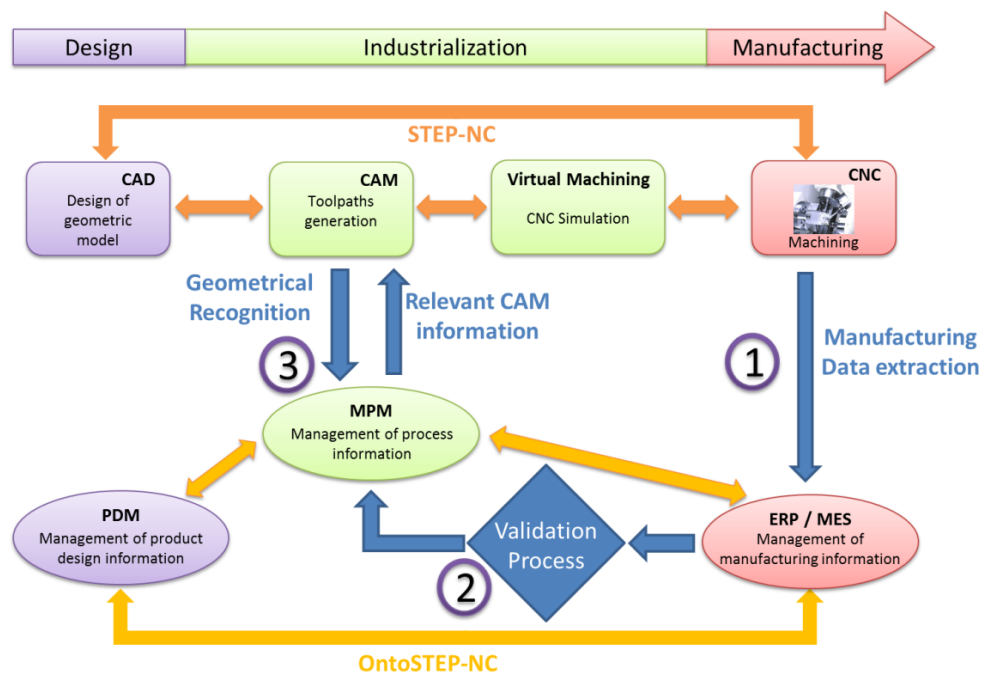 Design
Industrialization
Manufacturing
STEP-NC
CAD
Design of
geometric
model
CAM
Toolpaths
generation
Virtual Machining
CNC Simulation
CNC
Machining
Geometrical
Recognition
Relevant CAM
information
3
1
Manufacturing
Data extraction
MPM
Management of process
information
PDM
Management of product
design information
Validation
Process
2
ERP / MES
Management of
manufacturing information
OntoSTEP-NC